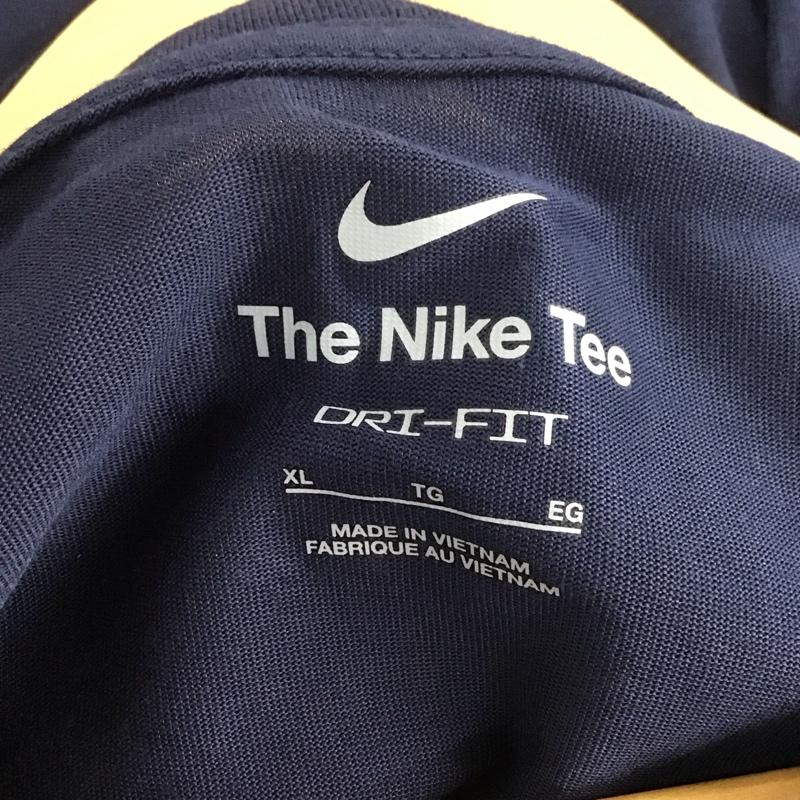 The Nike Tee
DRI-FIT
XL TG EG
MADE IN VIETNAM
FABRIQUE AU VIETNAM